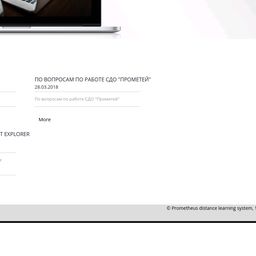 ПО ВОПРОСАМ ПО РАБОТЕ СДО "ПРОМЕТЕЙ"
28.03.2018
По вопросам по работе СДО "Прометей"
More
T EXPLORER
© Prometheus distance learning system,